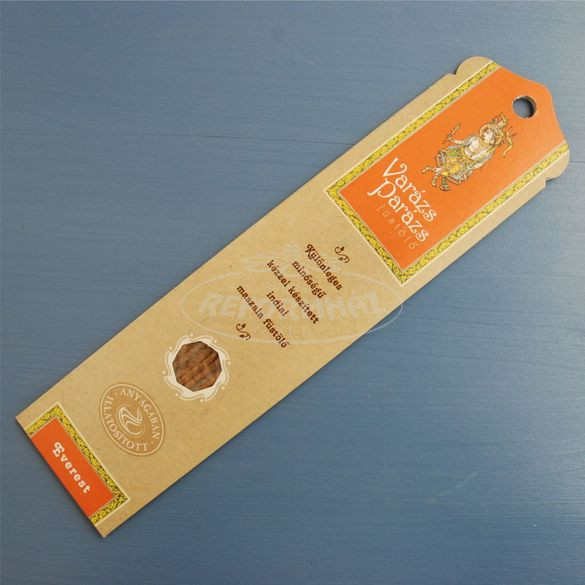 Varázs
Parázs
füstölő
Különleges
minőségű
kézzel készített
indiai
maszala füstölő
ANYAGÁBAN
ILLATOSÍTOTT
Everest